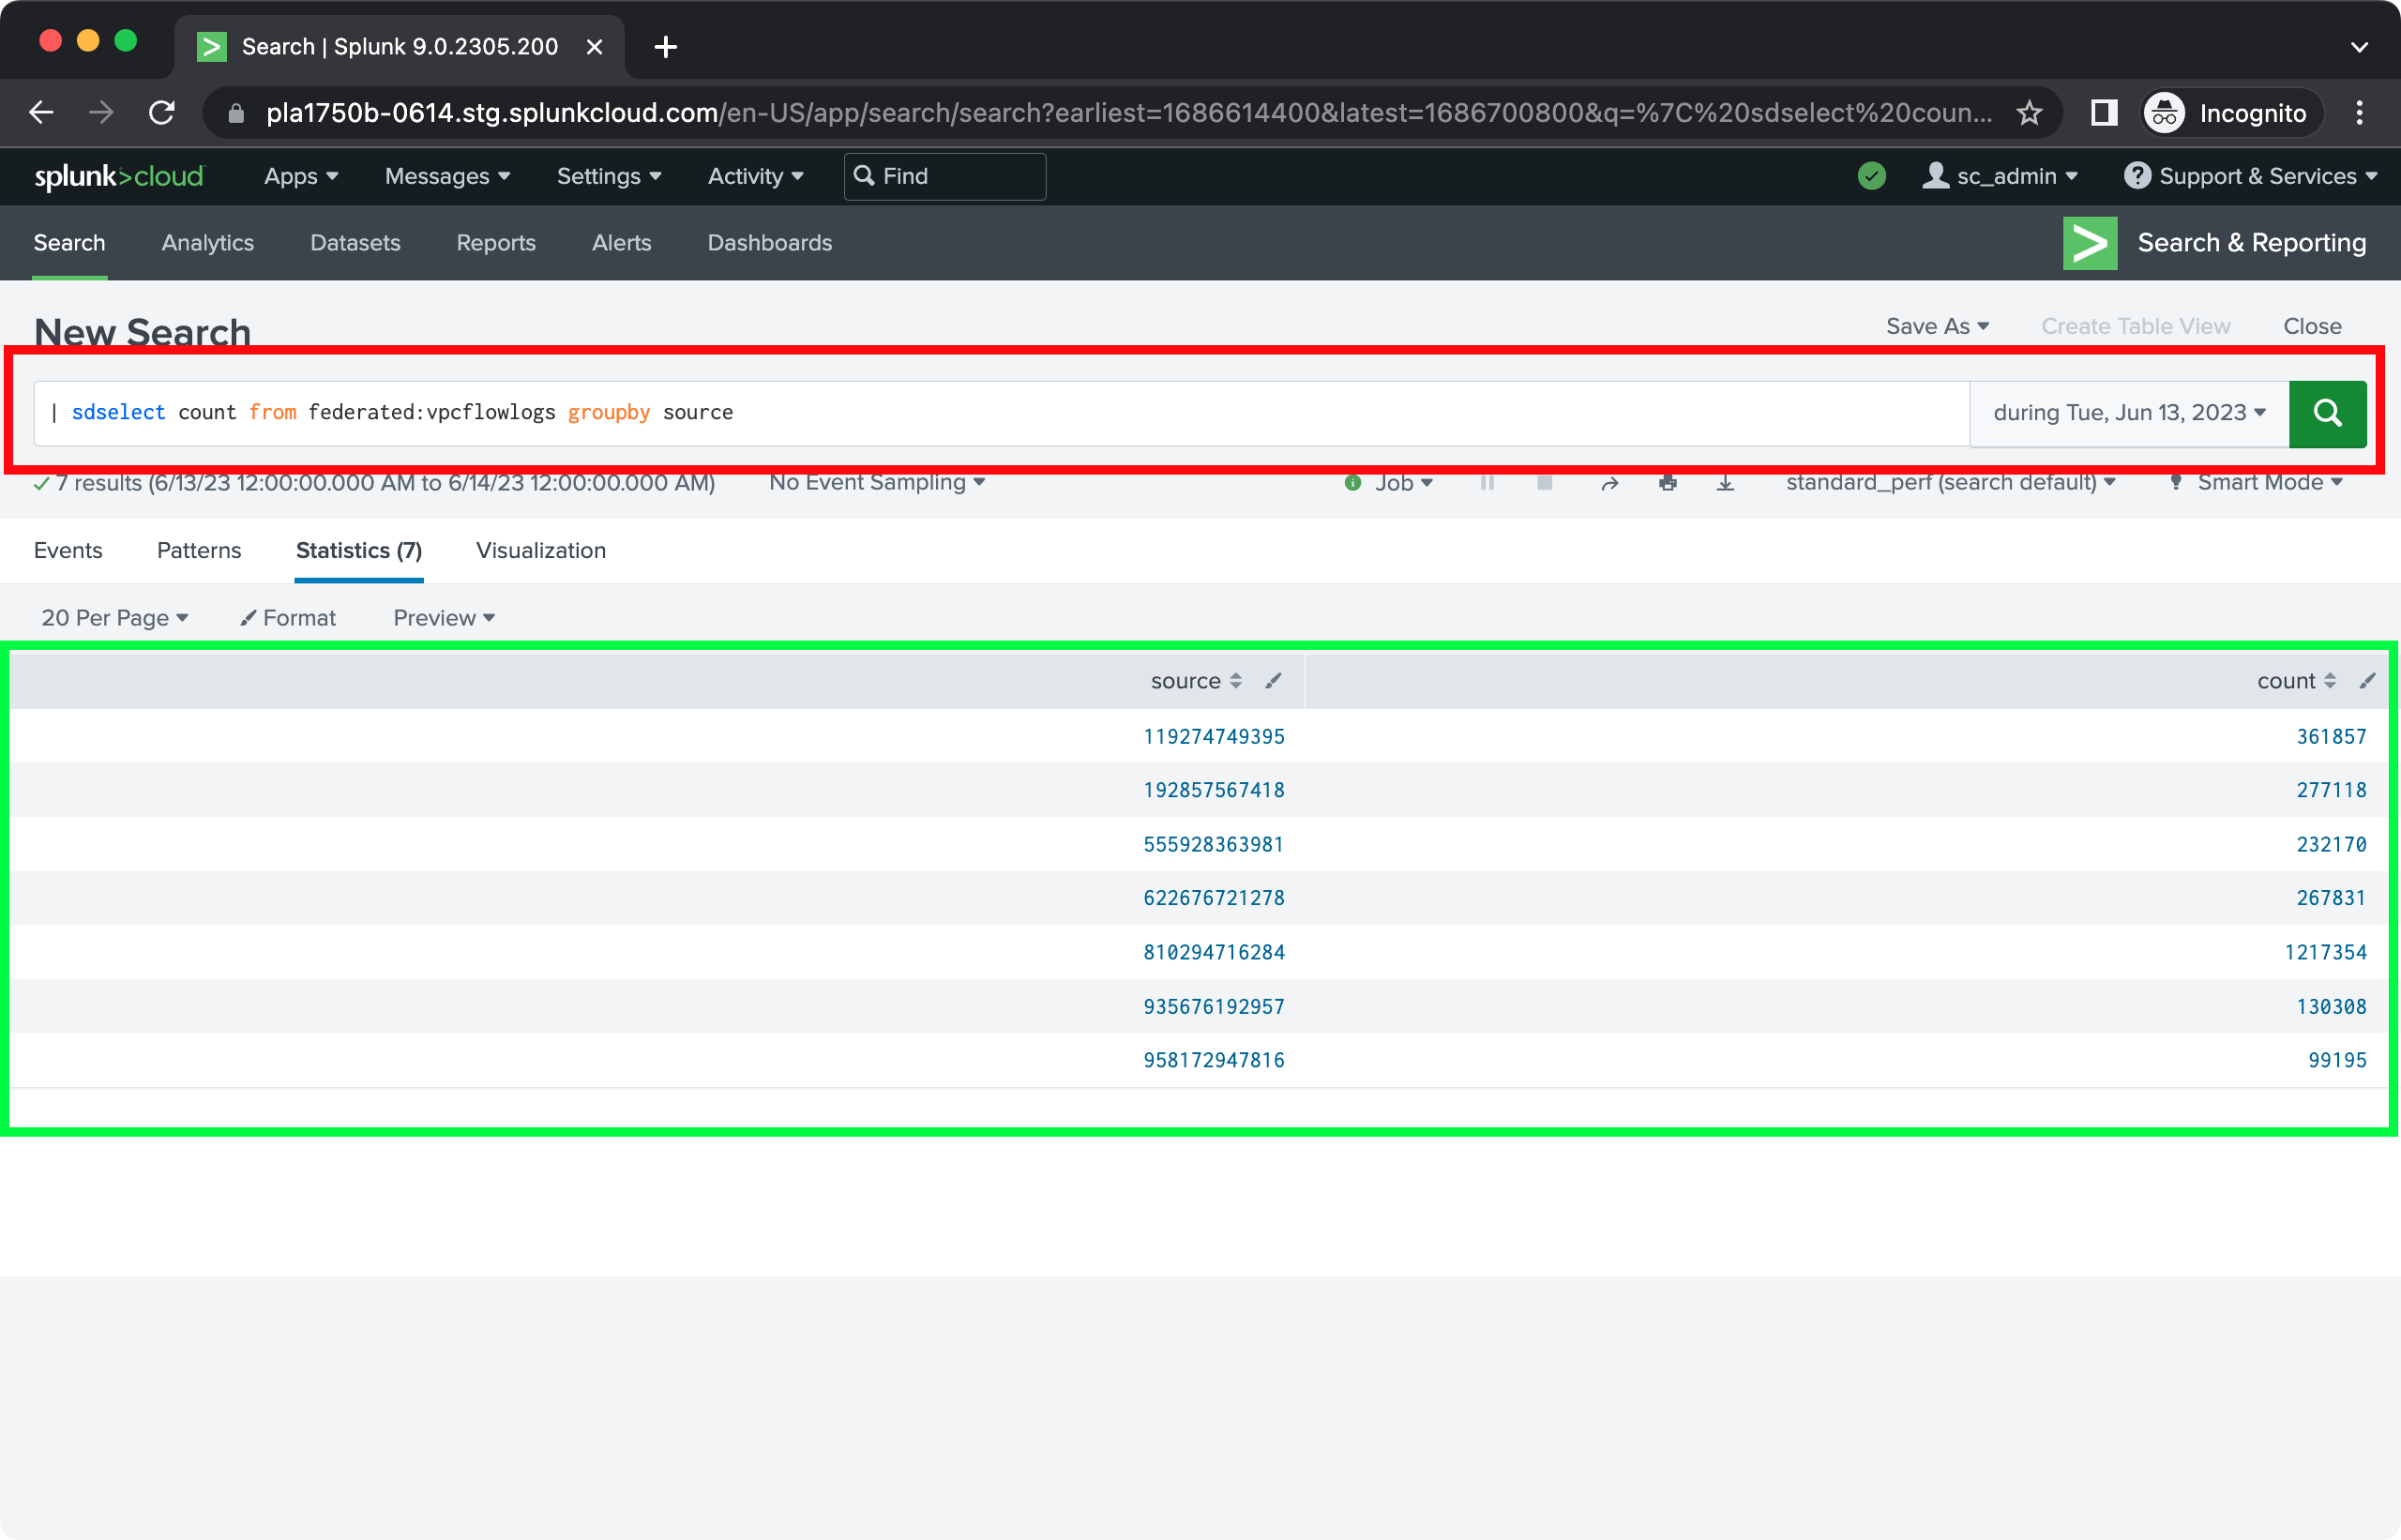 Search | Splunk 9.0.2305.200
pla1750b-0614.stg.splunkcloud.com/en-US/app/search/search?earliest=1686614400&latest=1686700800&q=%7C%20sdselect%20coun... Incognito
splunk>cloud Apps Messages Settings Activity Find sc_admin Support & Services
Search Analytics Datasets Reports Alerts Dashboards Search & Reporting
New Search Save As Create Table View Close
| sdselect count from federated:vpcflowlogs groupby source during Tue, Jun 13, 2023
7 results (6/13/23 12:00:00.000 AM to 6/14/23 12:00:00.000 AM) No Event Sampling Job standard_perf (search default) Smart Mode
Events Patterns Statistics (7) Visualization
20 Per Page Format Preview
source count
119274749395 361857
192857567418 277118
555928363981 232170
622676721278 267831
810294716284 1217354
935676192957 130308
958172947816 99195